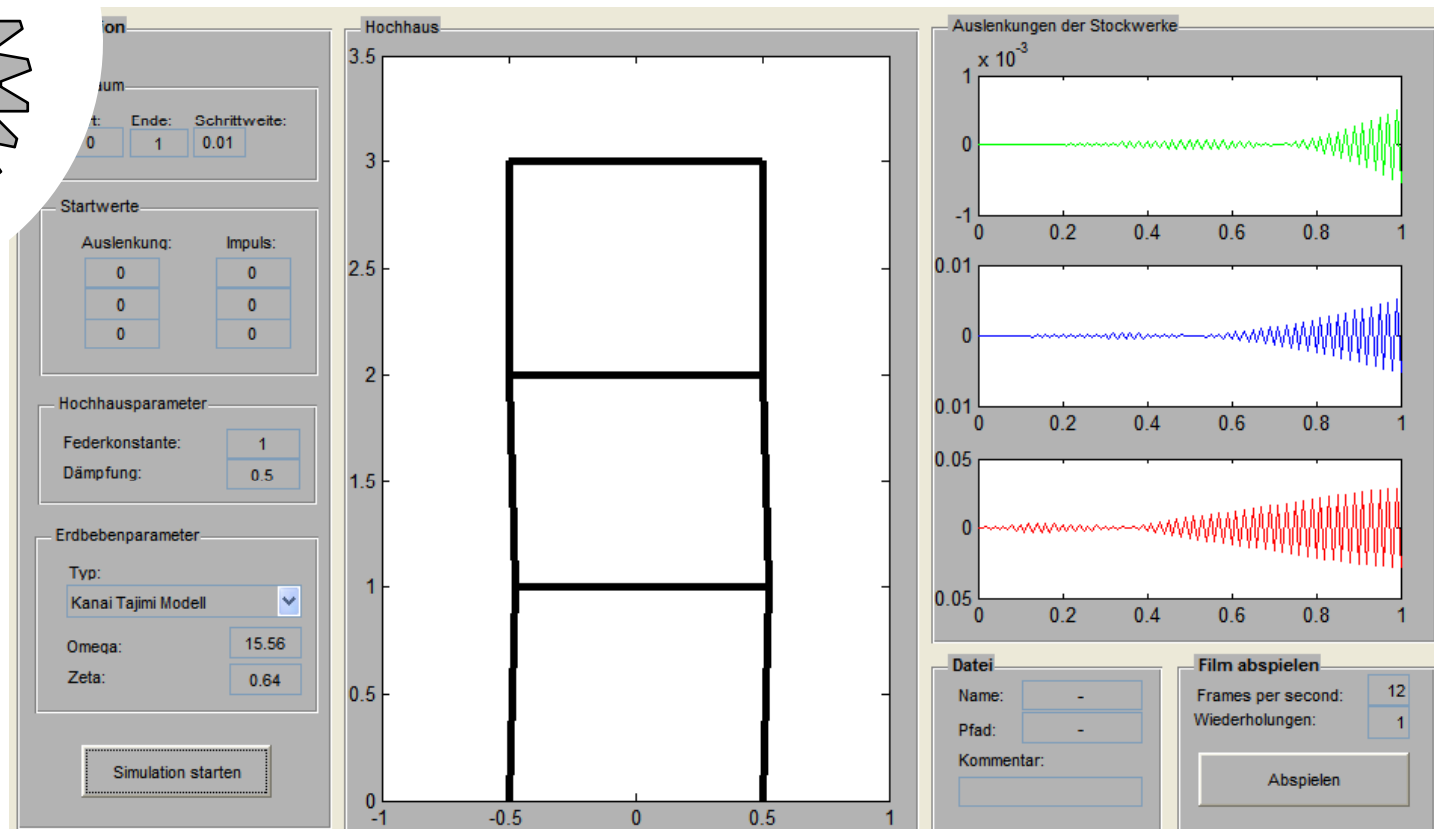 Hochhaus
Auslenkungen der Stockwerke
Ende: Schrittweite:
0 1 0.01
Startwerte
Auslenkung: Impuls:
0 0
0 0
0 0
Hochhausparameter
Federkonstante: 1
Dämpfung: 0.5
Erdbebenparameter
Typ:
Kanai Tajimi Modell
Omega: 15.56
Zeta: 0.64
Simulation starten
3.5
3
2.5
2
1.5
1
0.5
0
-1 -0.5 0 0.5 1
x 10-3
1
0
-1
0 0.2 0.4 0.6 0.8 1
0.01
0
0.01
0 0.2 0.4 0.6 0.8 1
0.05
0
0.05
0 0.2 0.4 0.6 0.8 1
Datei
Name: -
Pfad: -
Kommentar:
Film abspielen
Frames per second: 12
Wiederholungen: 1
Abspielen